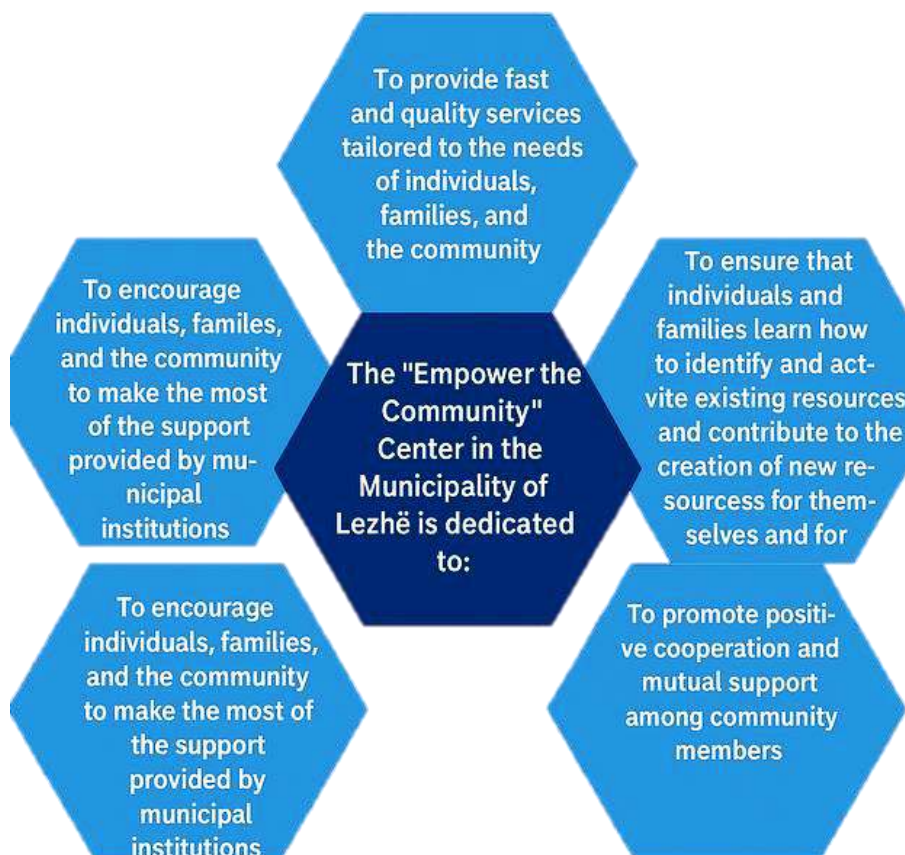 To provide fast
and quality services
tailored to the needs
of individuals,
families, and
the community
To encourage
individuals, familes,
and the community
to make the most
of the support
provided by mu-
nicipal
institutions
The "Empower the
Community"
Center in the
Municipality of
Lezhë is dedicated
to:
To ensure that
individuals and
families learn how
to identify and act-
vite existing resources
and contribute to the
creation of new re-
sourcess for them-
selves and for
To encourage
individuals, families,
and the community
to make the most of
the support
provided by
municipal
institutions
To promote positi-
ve cooperation and
mutual support
among community
members